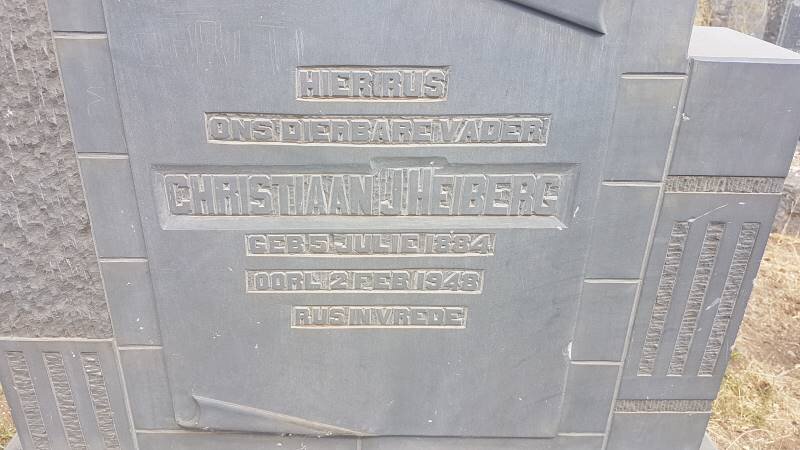 HIER RUS
ONS DIERBARE VADER
CHRISTIAAN J HEIBERG
GEB 5 JULIE 1884
OORL 2 FEB 1948
RUS IN VREDE